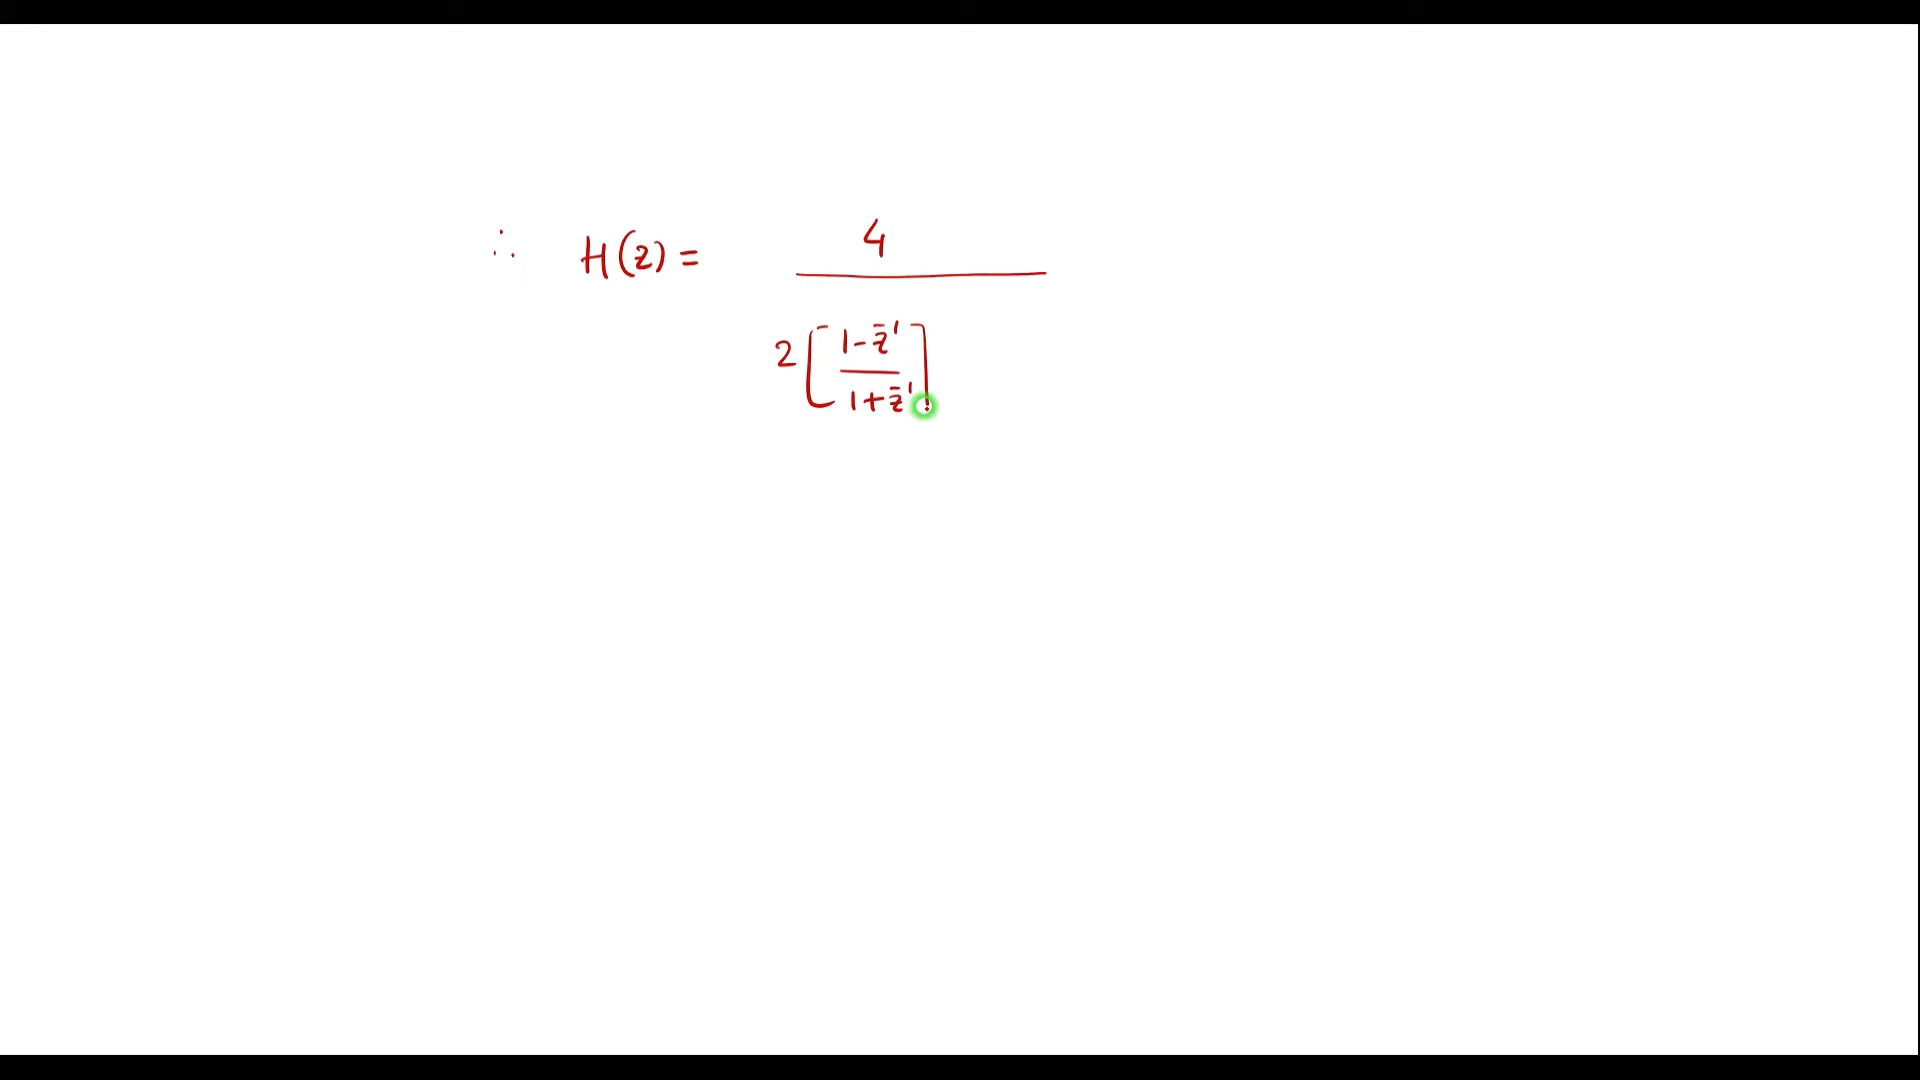 ∴ H(z) = 4
2 [ 1 - z⁻¹
1 + z⁻¹ ]